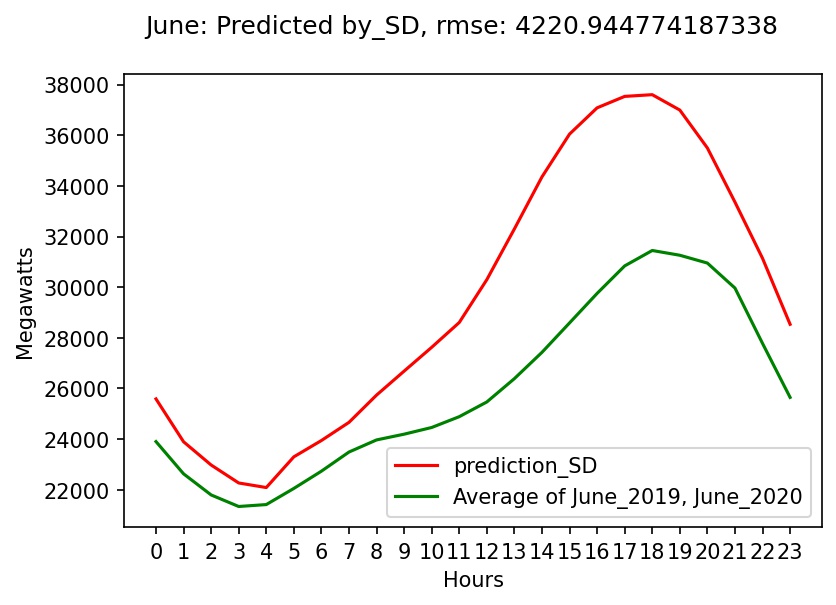 June: Predicted by_SD, rmse: 4220.944774187338
38000
36000
34000
32000
30000
28000
26000
24000
22000
Megawatts
prediction_SD
Average of June_2019, June_2020
0 1 2 3 4 5 6 7 8 9 10 11 12 13 14 15 16 17 18 19 20 21 22 23
Hours